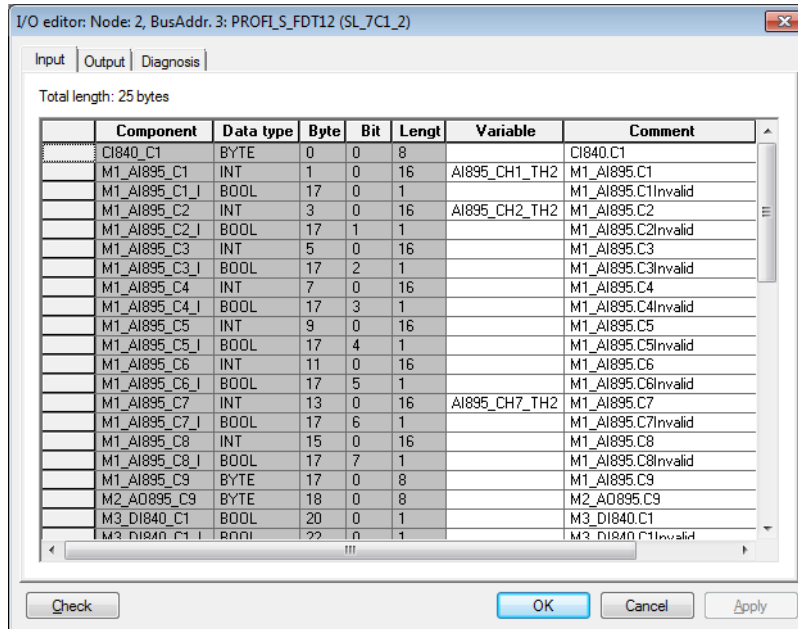 I/O editor: Node: 2, BusAddr. 3: PROFI_S_FDT12 (SL_7C1_2)
Input Output Diagnosis
Total length: 25 bytes
Component Data type Byte Bit Lengt Variable Comment
CI840_C1 BYTE 0 0 8 CI840.C1
M1_AI895_C1 INT 1 0 16 AI895_CH1_TH2 M1_AI895.C1
M1_AI895_C1_I BOOL 17 0 1 M1_AI895.C1Invalid
M1_AI895_C2 INT 3 0 16 AI895_CH2_TH2 M1_AI895.C2
M1_AI895_C2_I BOOL 17 1 1 M1_AI895.C2Invalid
M1_AI895_C3 INT 5 0 16 M1_AI895.C3
M1_AI895_C3_I BOOL 17 2 1 M1_AI895.C3Invalid
M1_AI895_C4 INT 7 0 16 M1_AI895.C4
M1_AI895_C4_I BOOL 17 3 1 M1_AI895.C4Invalid
M1_AI895_C5 INT 9 0 16 M1_AI895.C5
M1_AI895_C5_I BOOL 17 4 1 M1_AI895.C5Invalid
M1_AI895_C6 INT 11 0 16 M1_AI895.C6
M1_AI895_C6_I BOOL 17 5 1 M1_AI895.C6Invalid
M1_AI895_C7 INT 13 0 16 AI895_CH7_TH2 M1_AI895.C7
M1_AI895_C7_I BOOL 17 6 1 M1_AI895.C7Invalid
M1_AI895_C8 INT 15 0 16 M1_AI895.C8
M1_AI895_C8_I BOOL 17 7 1 M1_AI895.C8Invalid
M1_AI895_C9 BYTE 17 0 8 M1_AI895.C9
M2_AO895_C9 BYTE 18 0 8 M2_AO895.C9
M3_DI840_C1 BOOL 20 0 1 M3_DI840.C1
M3_DI840_C1_I BOOL 22 0 1 M3_DI840.C1Invalid
Check OK Cancel Apply